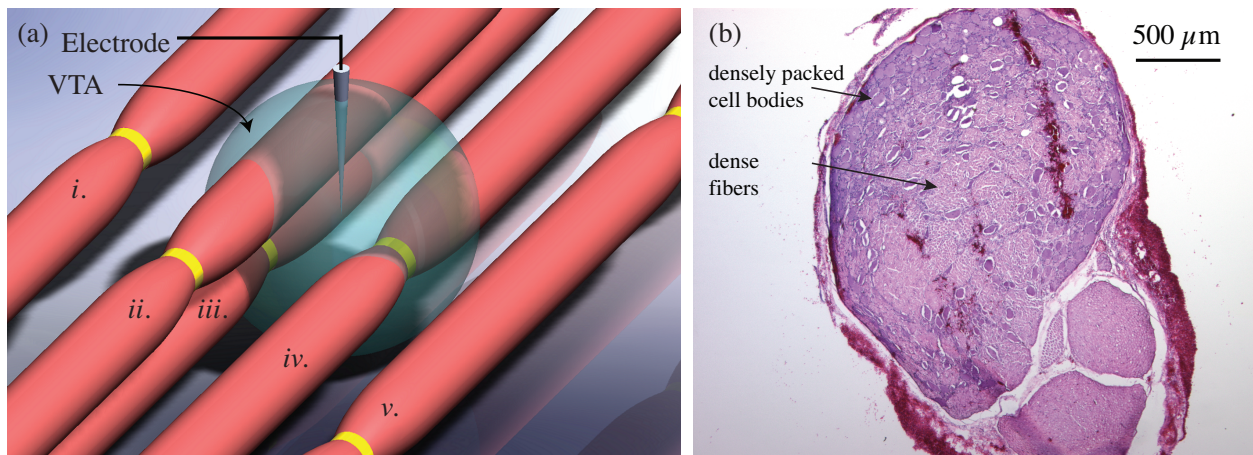 (a)
Electrode
VTA
i.
ii.
iii.
iv.
v.
(b)
500 µm
densely packed
cell bodies
dense
fibers